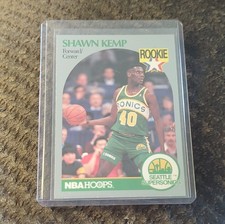 SHAWN KEMP
Forward
Center
ROOKIE
SONICS
40
NBA HOOPS
SEATTLE
SUPERSONICS